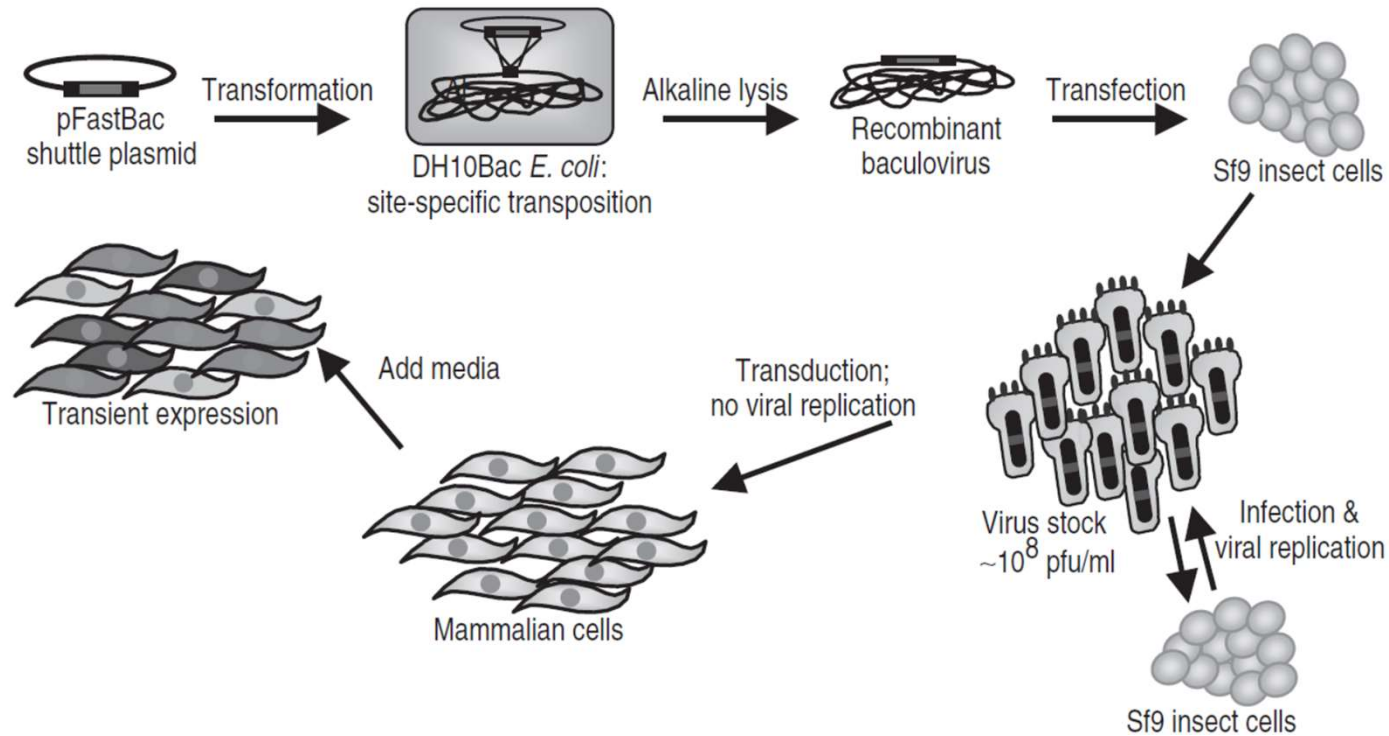 pFastBac
shuttle plasmid
Transformation
DH10Bac E. coli:
site-specific transposition
Alkaline lysis
Recombinant
baculovirus
Transfection
Sf9 insect cells
Virus stock
~10⁸ pfu/ml
Infection &
viral replication
Sf9 insect cells
Transduction;
no viral replication
Mammalian cells
Add media
Transient expression